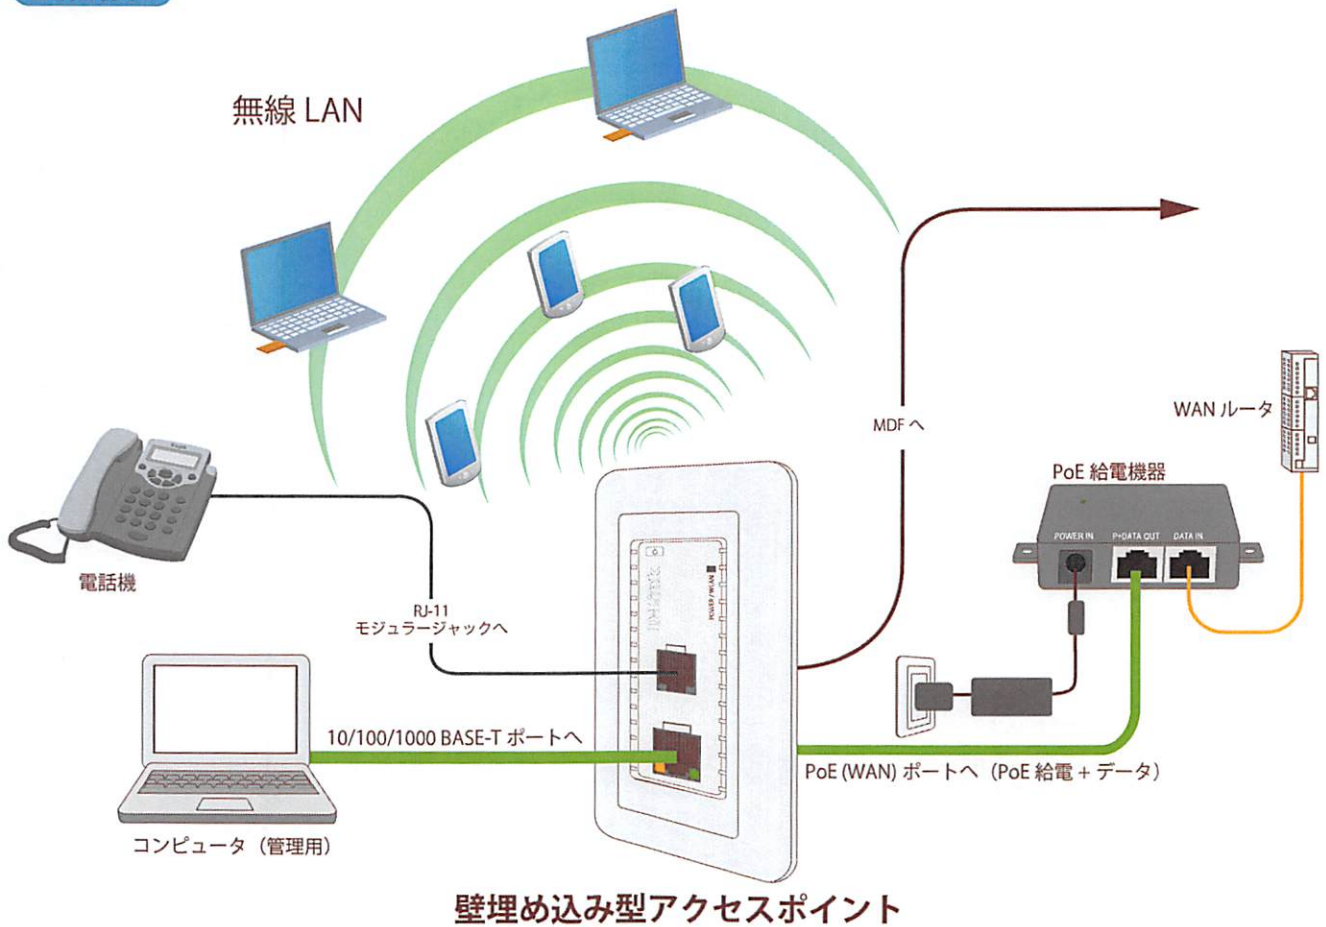 無線 LAN
MDF へ
WAN ルータ
PoE 給電機器
POWER IN
P+DATA OUT
DATA IN
電話機
RJ-11
モジュラージャックへ
POWER / WLAN
10/100/1000 BASE-T ポートへ
PoE (WAN) ポートへ（PoE 給電 + データ）
コンピュータ（管理用）
壁埋め込み型アクセスポイント